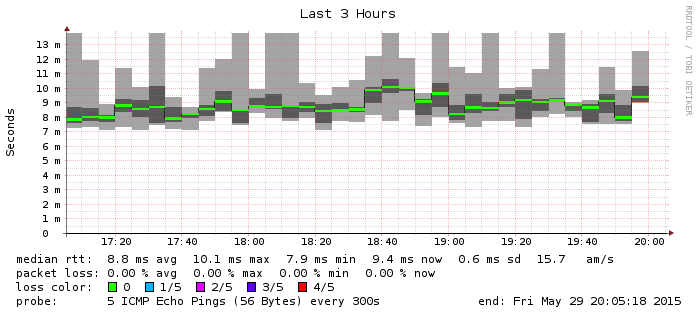 Last 3 Hours
RRDTOOL / TOBI OETIKER
Seconds
13 m
12 m
11 m
10 m
9 m
8 m
7 m
6 m
5 m
4 m
3 m
2 m
1 m
0
17:20 17:40 18:00 18:20 18:40 19:00 19:20 19:40 20:00
median rtt: 8.8 ms avg 10.1 ms max 7.9 ms min 9.4 ms now 0.6 ms sd 15.7 am/s
packet loss: 0.00 % avg 0.00 % max 0.00 % min 0.00 % now
loss color: 0 1/5 2/5 3/5 4/5
probe: 5 ICMP Echo Pings (56 Bytes) every 300s end: Fri May 29 20:05:18 2015